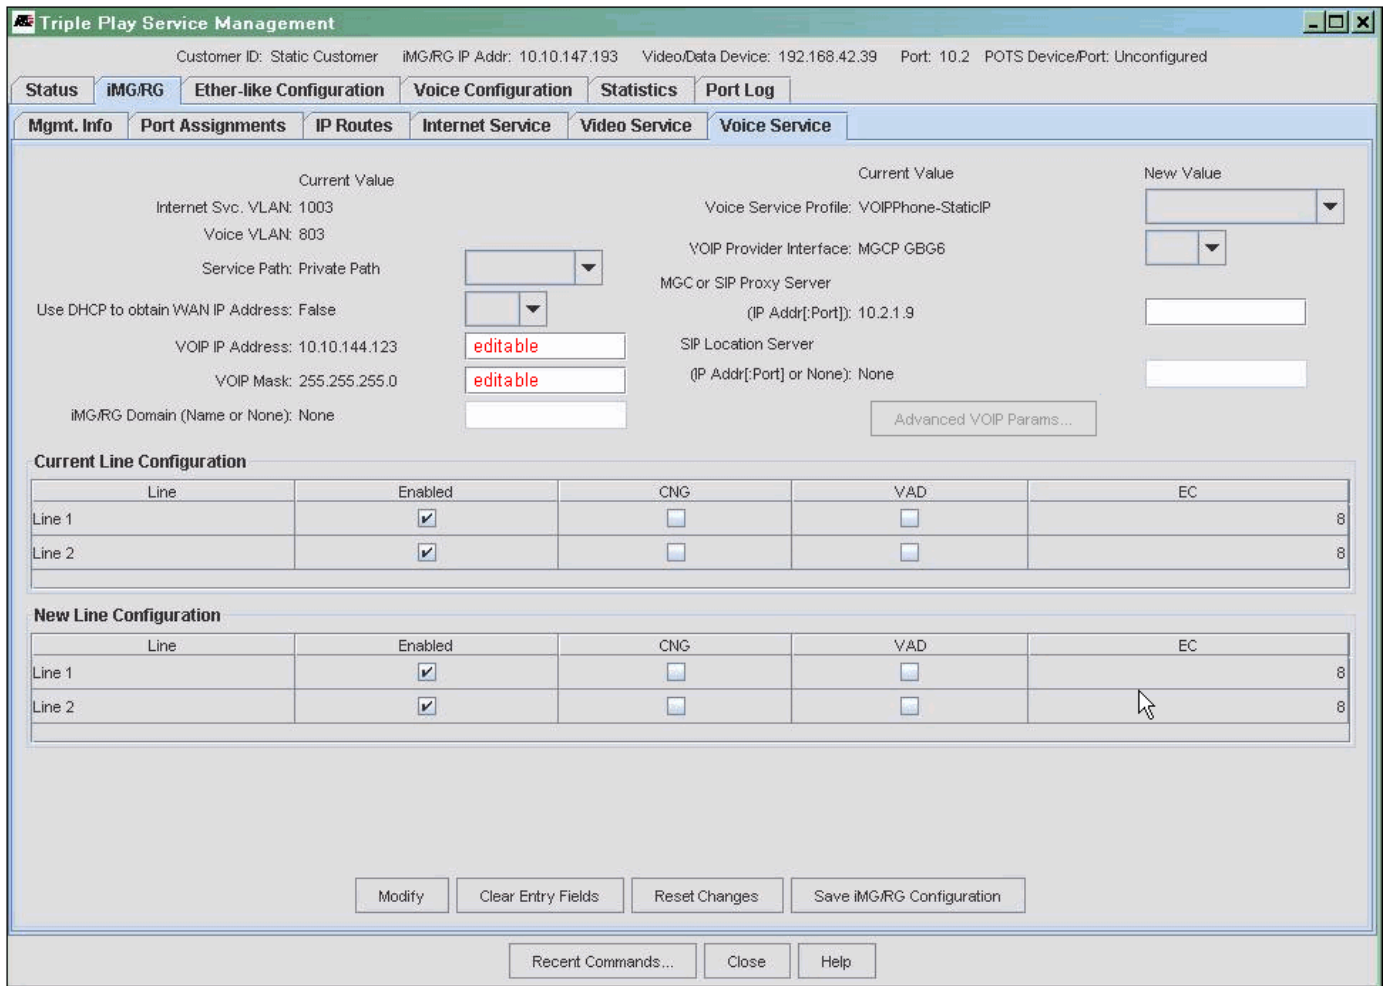 Triple Play Service Management
Customer ID: Static Customer iMG/RG IP Addr: 10.10.147.193 Video/Data Device: 192.168.42.39 Port: 10.2 POTS Device/Port: Unconfigured
Status iMG/RG Ether-like Configuration Voice Configuration Statistics Port Log
Mgmt. Info Port Assignments IP Routes Internet Service Video Service Voice Service
Current Value
Internet Svc. VLAN: 1003
Voice VLAN: 803
Service Path: Private Path
Use DHCP to obtain WAN IP Address: False
VOIP IP Address: 10.10.144.123 editable
VOIP Mask: 255.255.255.0 editable
iMG/RG Domain (Name or None): None
Current Value New Value
Voice Service Profile: VOIPPhone-StaticIP
VOIP Provider Interface: MGCP GBG6
MGC or SIP Proxy Server
(IP Addr[:Port]): 10.2.1.9
SIP Location Server
(IP Addr[:Port] or None): None
Advanced VOIP Params...
Current Line Configuration
Line Enabled CNG VAD EC
Line 1 8
Line 2 8
New Line Configuration
Line Enabled CNG VAD EC
Line 1 8
Line 2 8
Modify Clear Entry Fields Reset Changes Save iMG/RG Configuration
Recent Commands... Close Help